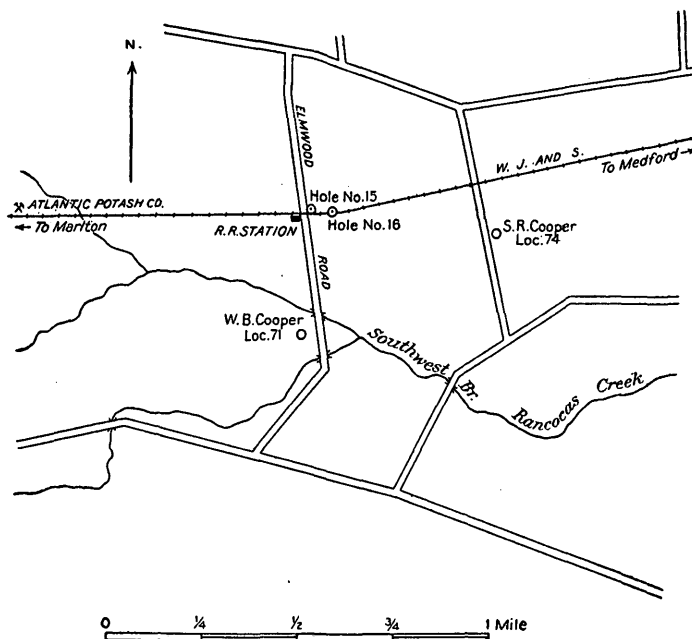 N.
ELMWOOD
ROAD
W. J. AND S.
To Medford
ATLANTIC POTASH CO.
To Marlton
Hole No.15
R.R.STATION
Hole No.16
S.R.Cooper
Loc.74
W.B.Cooper
Loc.71
Southwest Br. Rancocas Creek
0 1/4 1/2 3/4 1 Mile